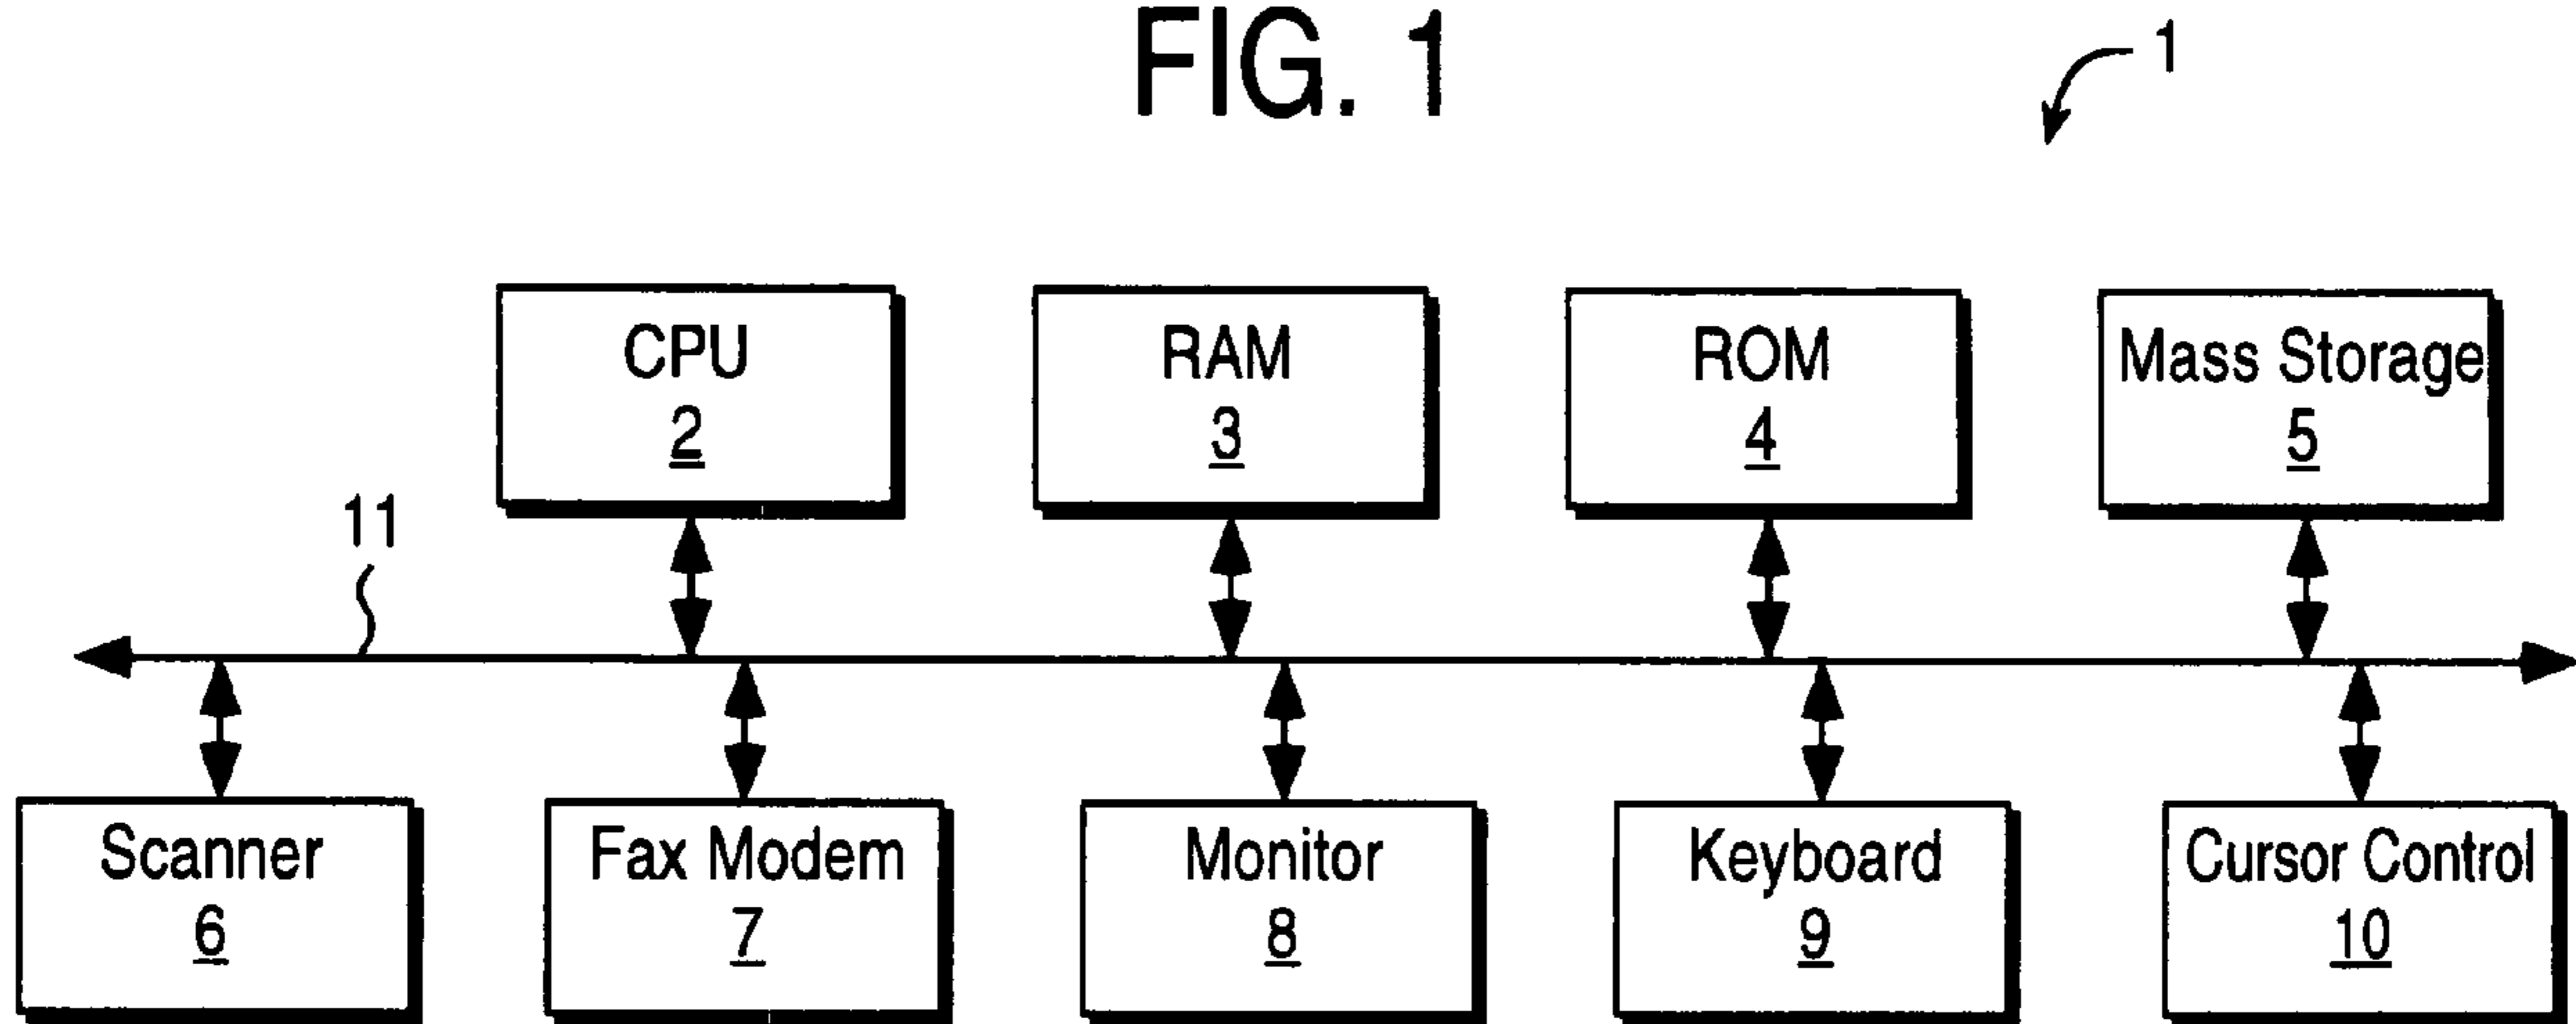 FIG. 1
1
CPU
2
RAM
3
ROM
4
Mass Storage
5
11
Scanner
6
Fax Modem
7
Monitor
8
Keyboard
9
Cursor Control
10